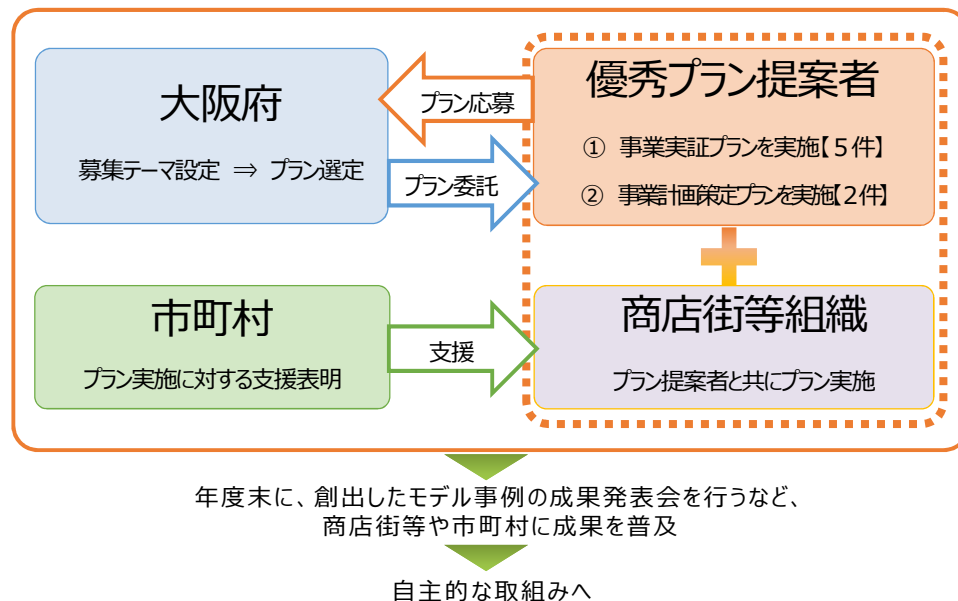 大阪府
募集テーマ設定 ⇒ プラン選定
プラン応募
プラン委託
優秀プラン提案者
① 事業実証プランを実施【５件】
② 事業計画策定プランを実施【２件】
市町村
プラン実施に対する支援表明
支援
商店街等組織
プラン提案者と共にプラン実施
年度末に、創出したモデル事例の成果発表会を行うなど、
商店街等や市町村に成果を普及
自主的な取組みへ